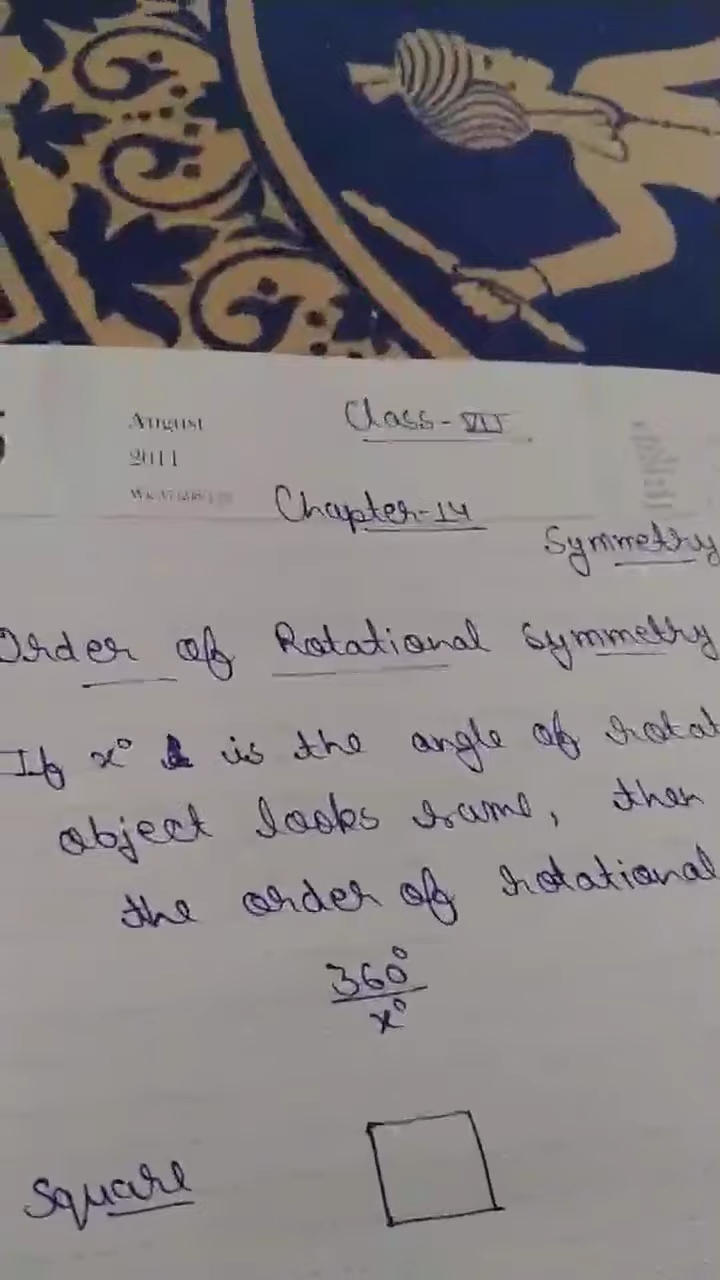 Class-VII
August
2011
Chapter-14
Symmetry
Order of Rotational Symmetry
If x° is the angle of rotat
object looks same, then
the order of rotational
360°
x°
Square